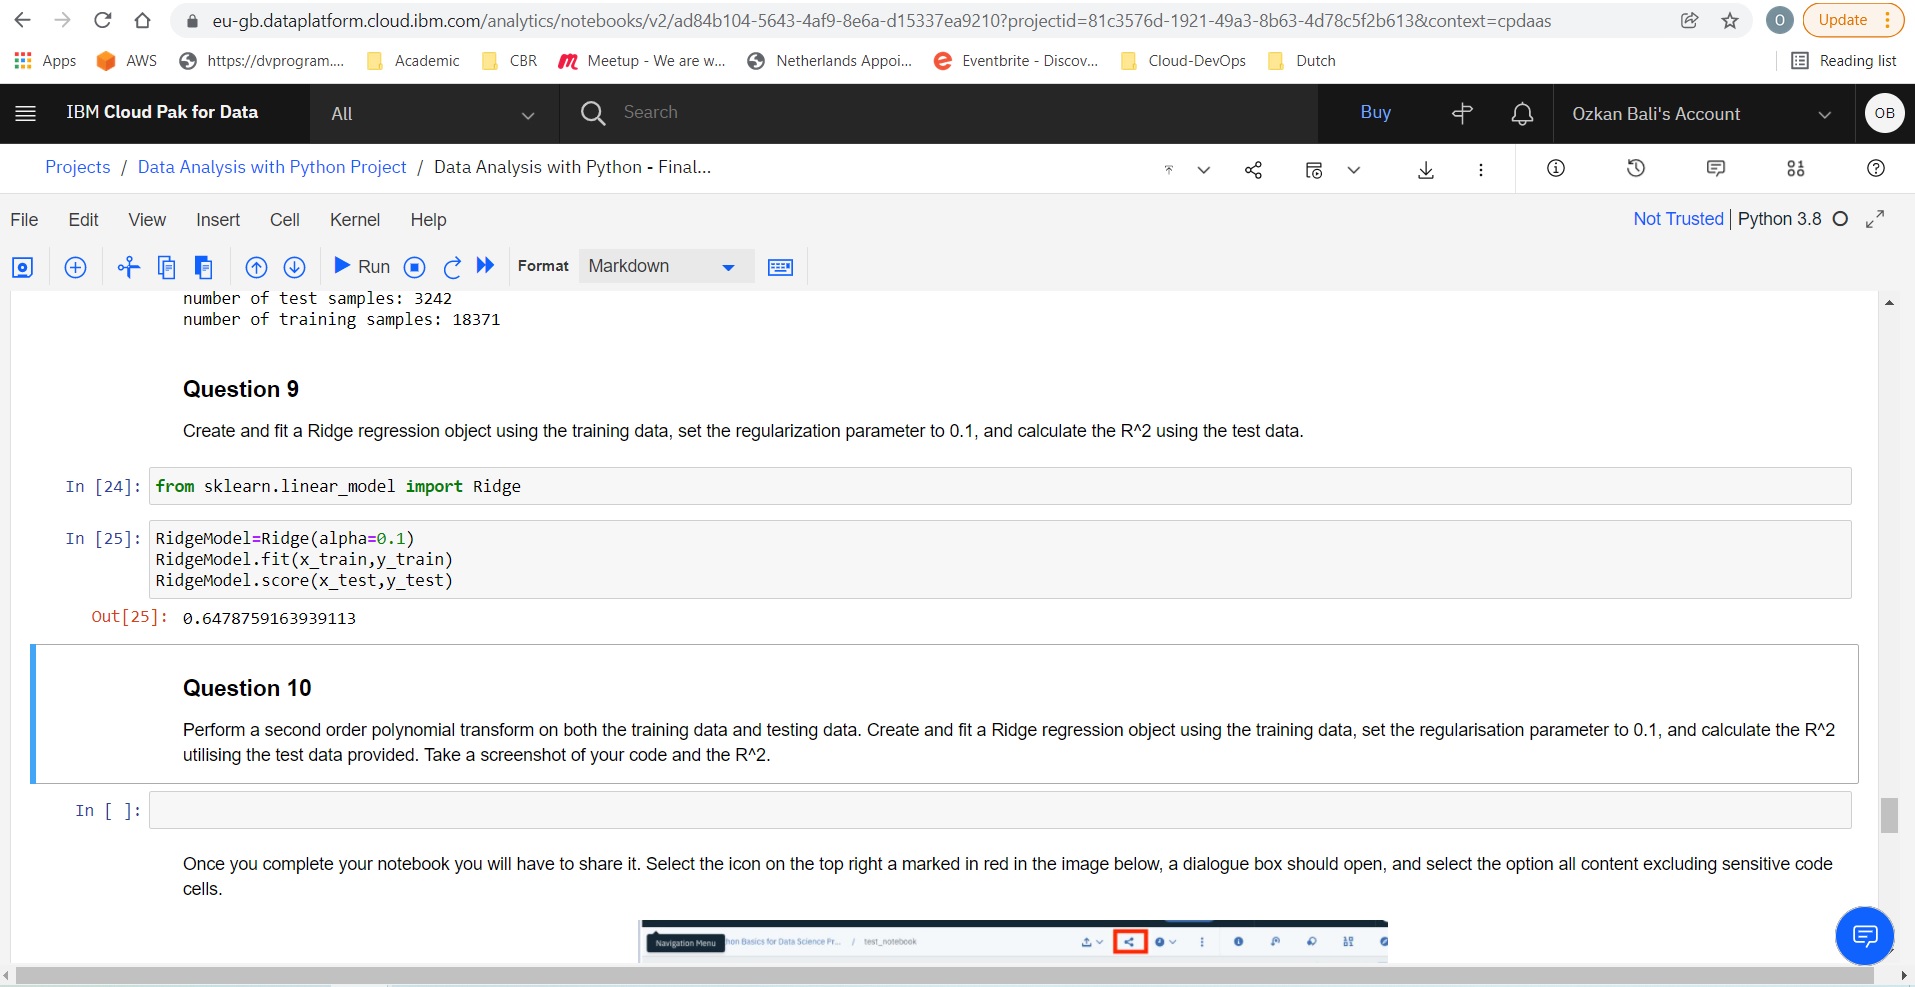 eu-gb.dataplatform.cloud.ibm.com/analytics/notebooks/v2/ad84b104-5643-4af9-8e6a-d15337ea9210?projectid=81c3576d-1921-49a3-8b63-4d78c5f2b613&context=cpdaas
O
Update
Apps
AWS
https://dvprogram....
Academic
CBR
Meetup - We are w...
Netherlands Appoi...
Eventbrite - Discov...
Cloud-DevOps
Dutch
Reading list
IBM Cloud Pak for Data
All
Search
Buy
Ozkan Bali's Account
OB
Projects / Data Analysis with Python Project / Data Analysis with Python - Final...
File Edit View Insert Cell Kernel Help
Not Trusted | Python 3.8
Run
Format
Markdown
number of test samples: 3242
number of training samples: 18371
Question 9
Create and fit a Ridge regression object using the training data, set the regularization parameter to 0.1, and calculate the R^2 using the test data.
In [24]: from sklearn.linear_model import Ridge
In [25]: RidgeModel=Ridge(alpha=0.1)
RidgeModel.fit(x_train,y_train)
RidgeModel.score(x_test,y_test)
Out[25]: 0.6478759163939113
Question 10
Perform a second order polynomial transform on both the training data and testing data. Create and fit a Ridge regression object using the training data, set the regularisation parameter to 0.1, and calculate the R^2
utilising the test data provided. Take a screenshot of your code and the R^2.
In [ ]:
Once you complete your notebook you will have to share it. Select the icon on the top right a marked in red in the image below, a dialogue box should open, and select the option all content excluding sensitive code
cells.
Navigation Menu
hon Basics for Data Science Pr... / test_notebook